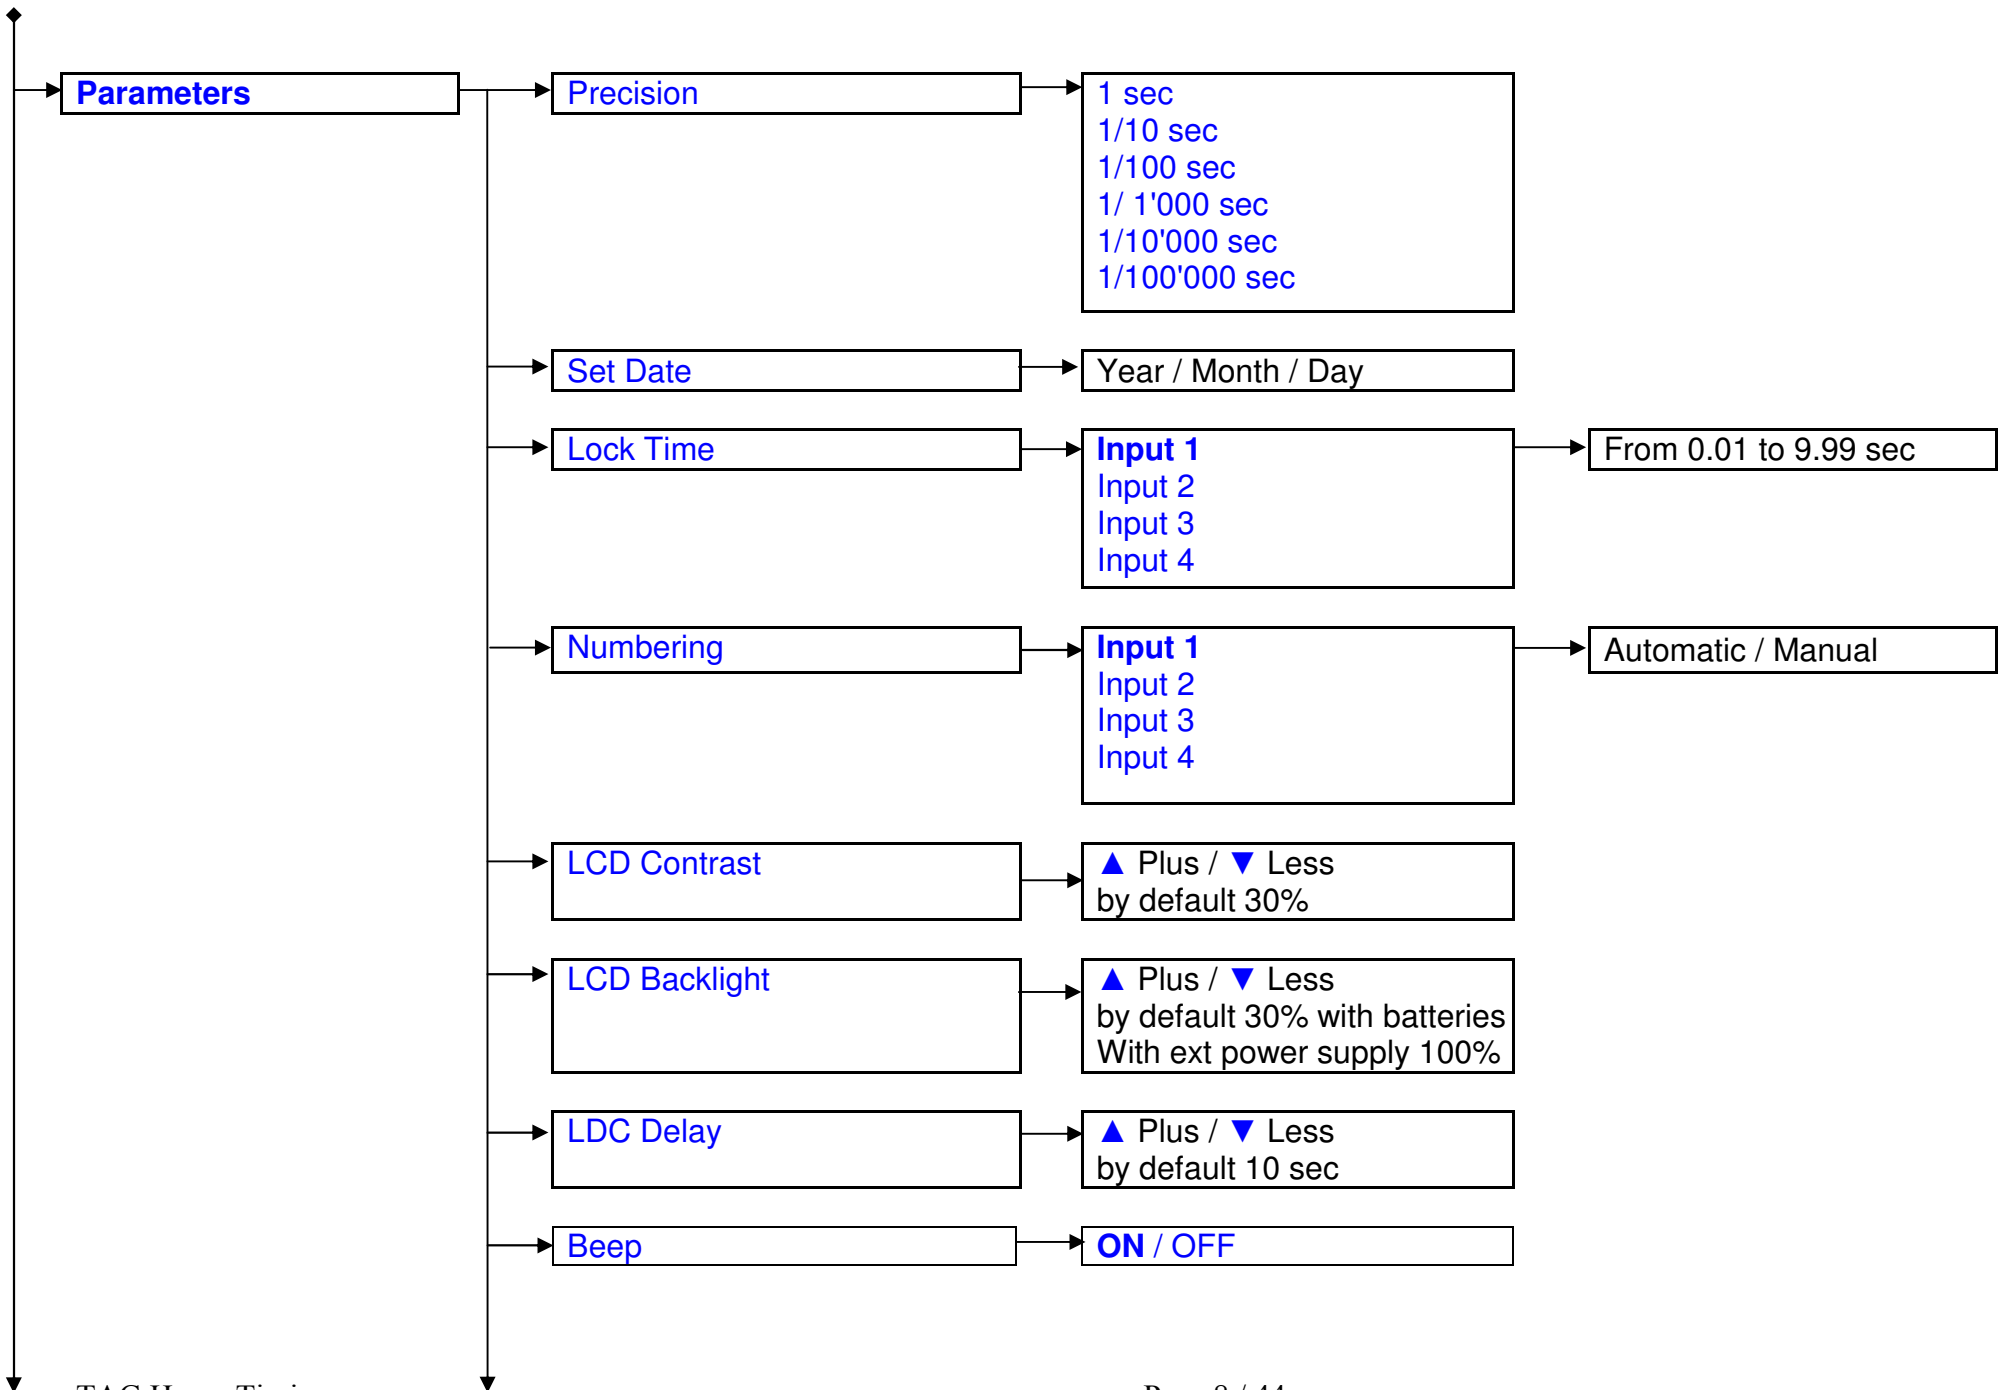 Parameters
Precision
1 sec
1/10 sec
1/100 sec
1/ 1'000 sec
1/10'000 sec
1/100'000 sec
Set Date
Year / Month / Day
Lock Time
Input 1
Input 2
Input 3
Input 4
From 0.01 to 9.99 sec
Numbering
Input 1
Input 2
Input 3
Input 4
Automatic / Manual
LCD Contrast
▲ Plus / ▼ Less
by default 30%
LCD Backlight
▲ Plus / ▼ Less
by default 30% with batteries
With ext power supply 100%
LDC Delay
▲ Plus / ▼ Less
by default 10 sec
Beep
ON / OFF
8 / 44